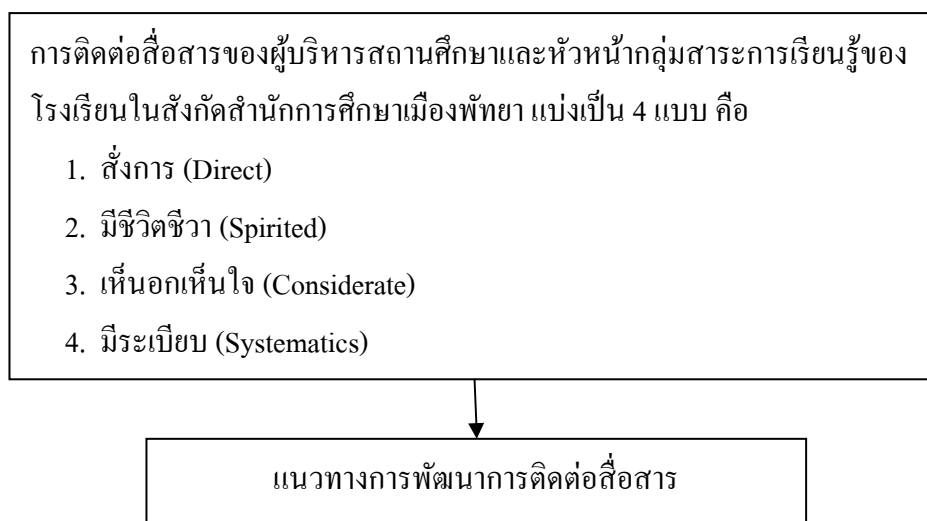 การติดต่อสื่อสารของผู้บริหารสถานศึกษาและหัวหน้ากลุ่มสาระการเรียนรู้ของ
โรงเรียนในสังกัดสำนักการศึกษาเมืองพัทยา แบ่งเป็น 4 แบบ คือ
1. สั่งการ (Direct)
2. มีชีวิตชีวา (Spirited)
3. เห็นอกเห็นใจ (Considerate)
4. มีระเบียบ (Systematics)
แนวทางการพัฒนาการติดต่อสื่อสาร